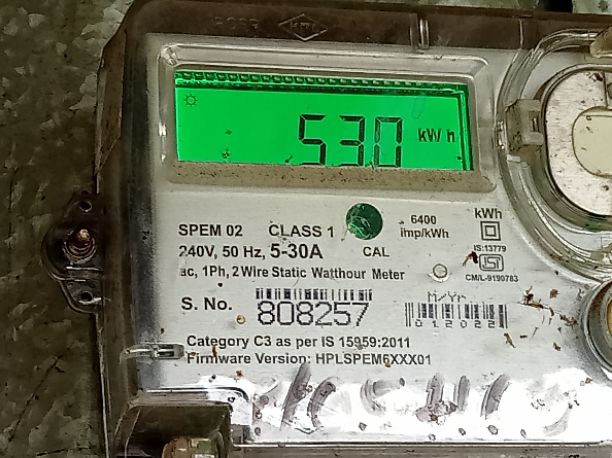 530 kW h
SPEM 02 CLASS 1 6400 imp/kWh kWh
240V, 50 Hz, 5-30A CAL IS:13779
ac, 1Ph, 2 Wire Static Watthour Meter CM/L-9190783
S. No. 808257 M/Yr 012022
Category C3 as per IS 15959:2011
Firmware Version: HPLSPEM6XXX01